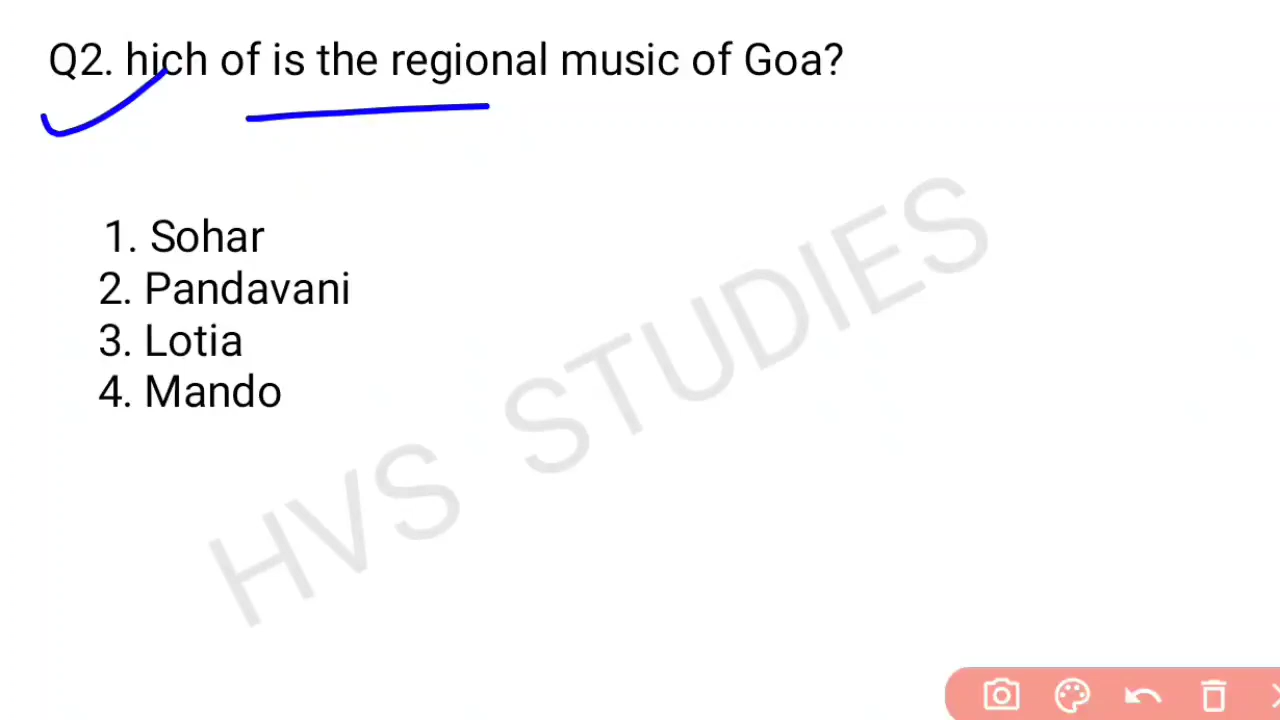 Q2. hich of is the regional music of Goa?
1. Sohar
2. Pandavani
3. Lotia
4. Mando
HVS STUDIES